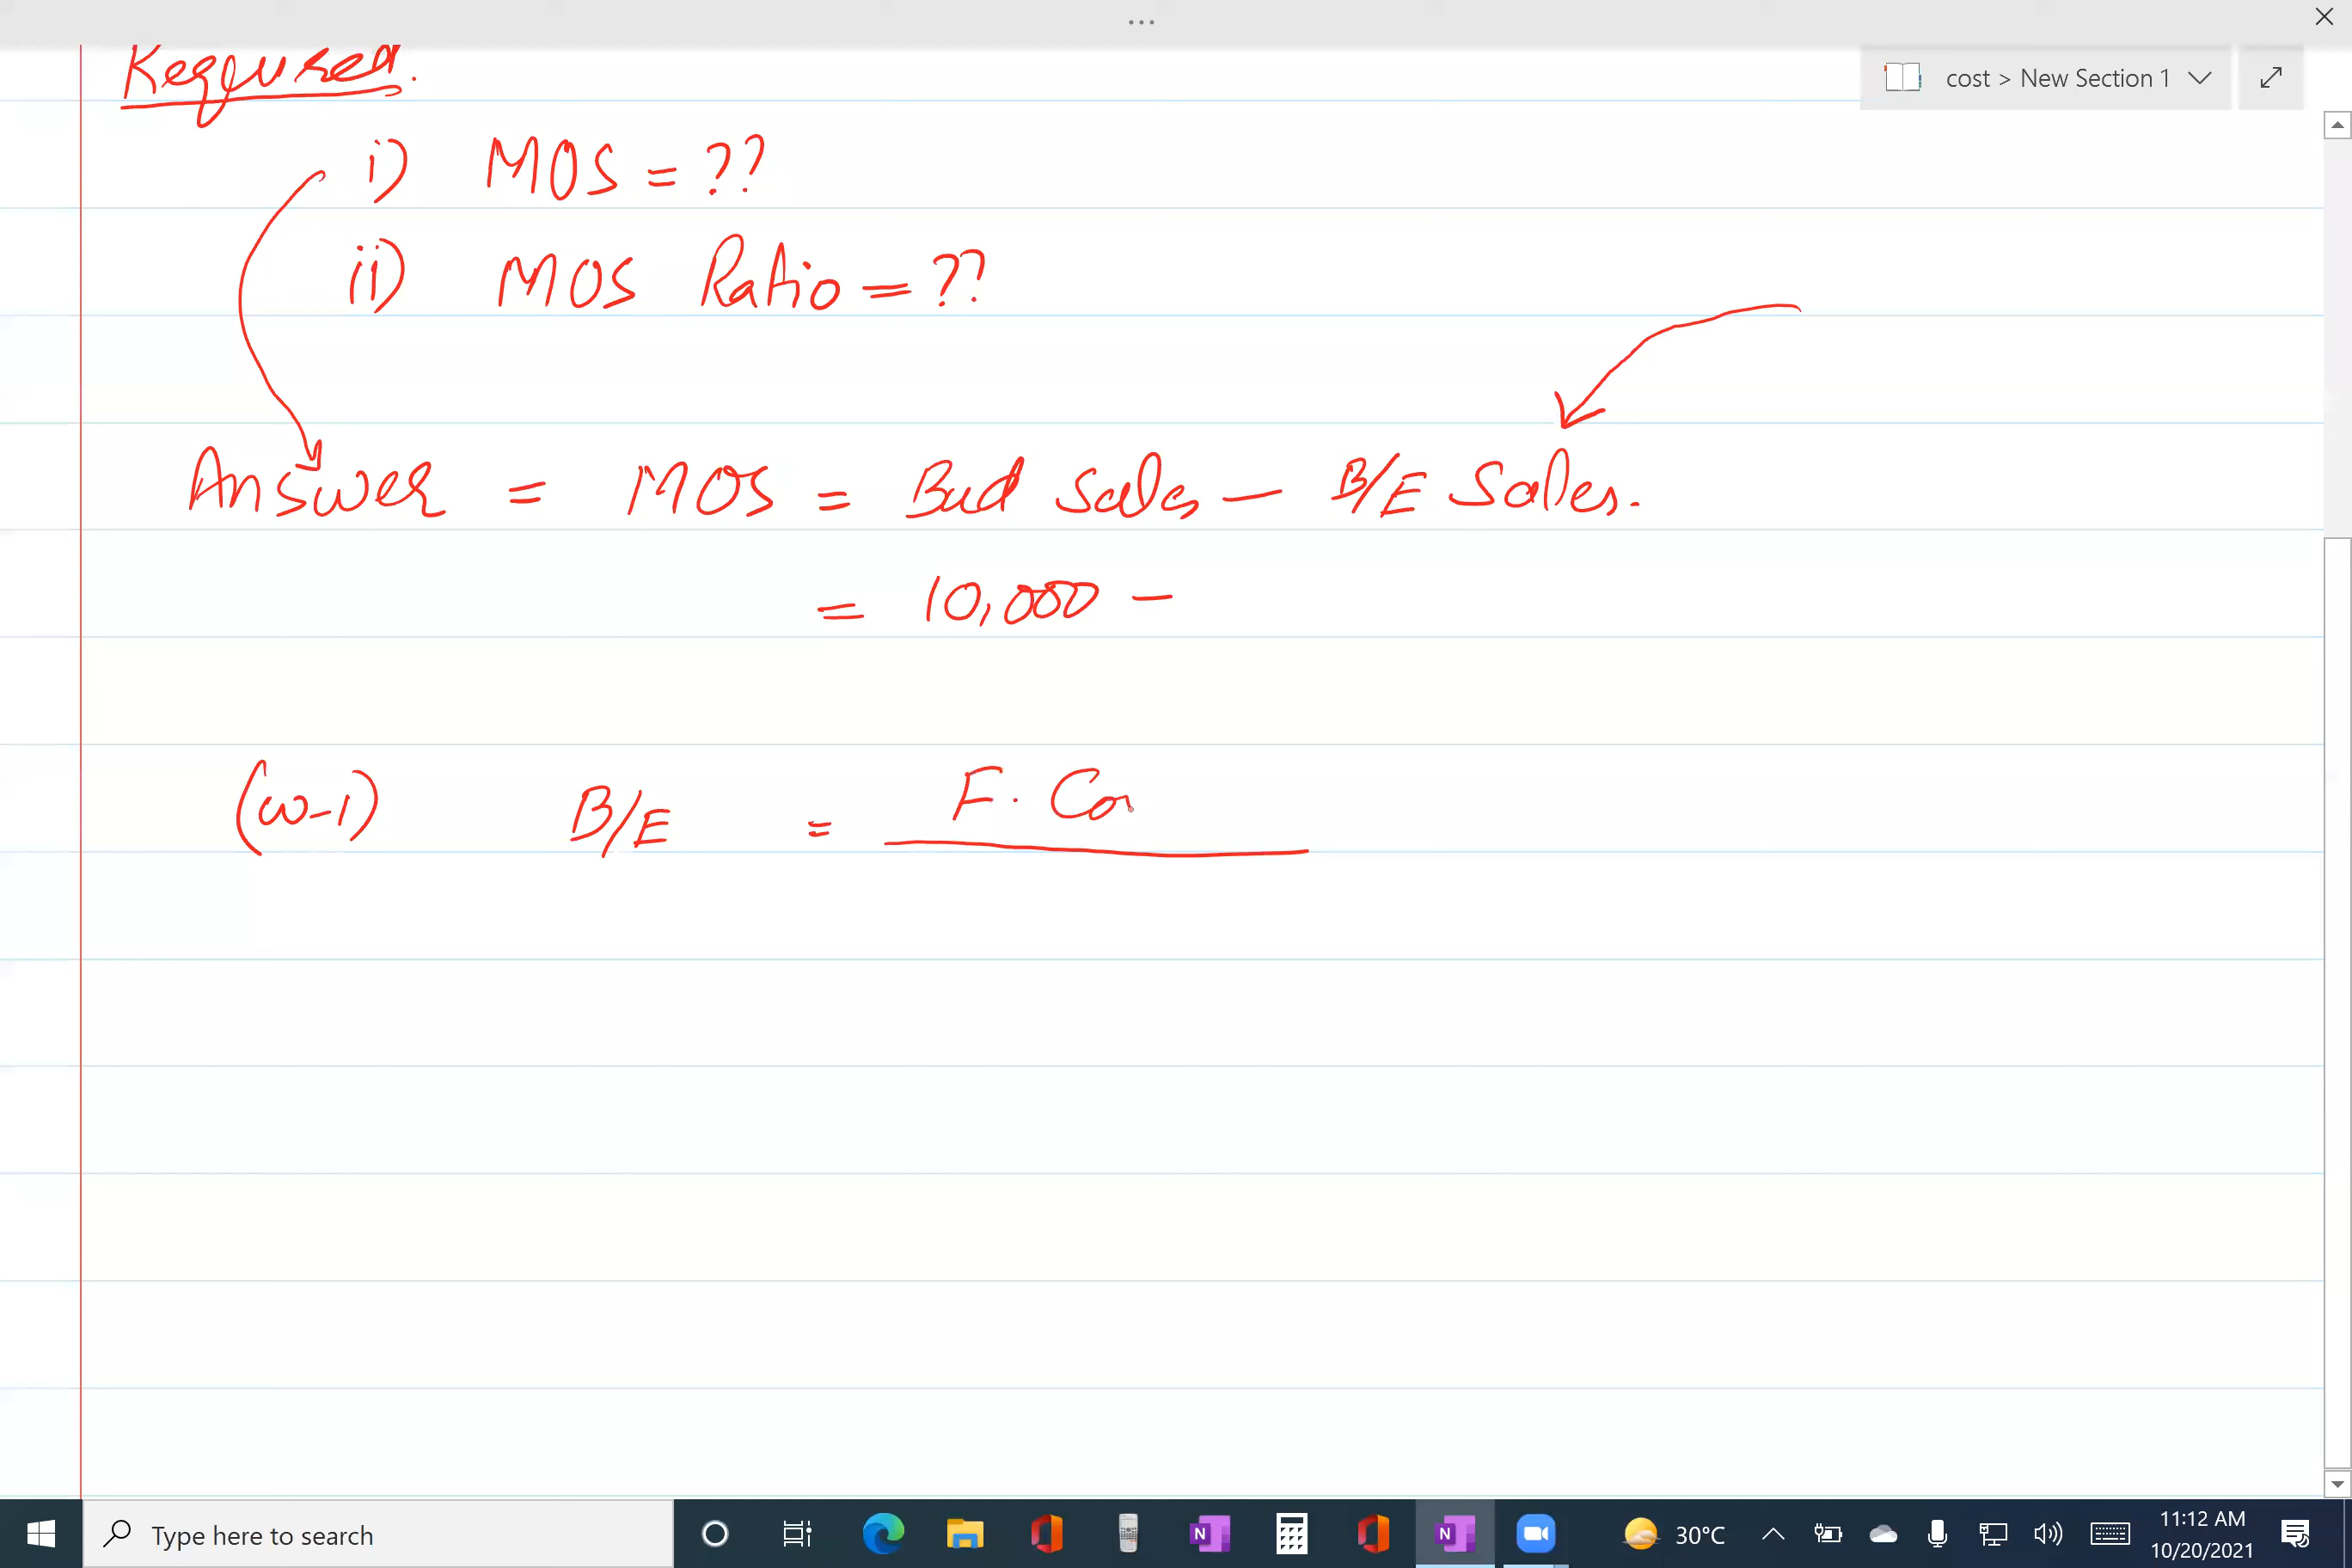 ...
cost > New Section 1
Required.
i) MOS = ??
ii) MOS Ratio = ??
Answer = MOS = Bud Sales — B/E Sales.
= 10,000 —
(w-1) B/E = F. Co
Type here to search
30°C
11:12 AM
10/20/2021